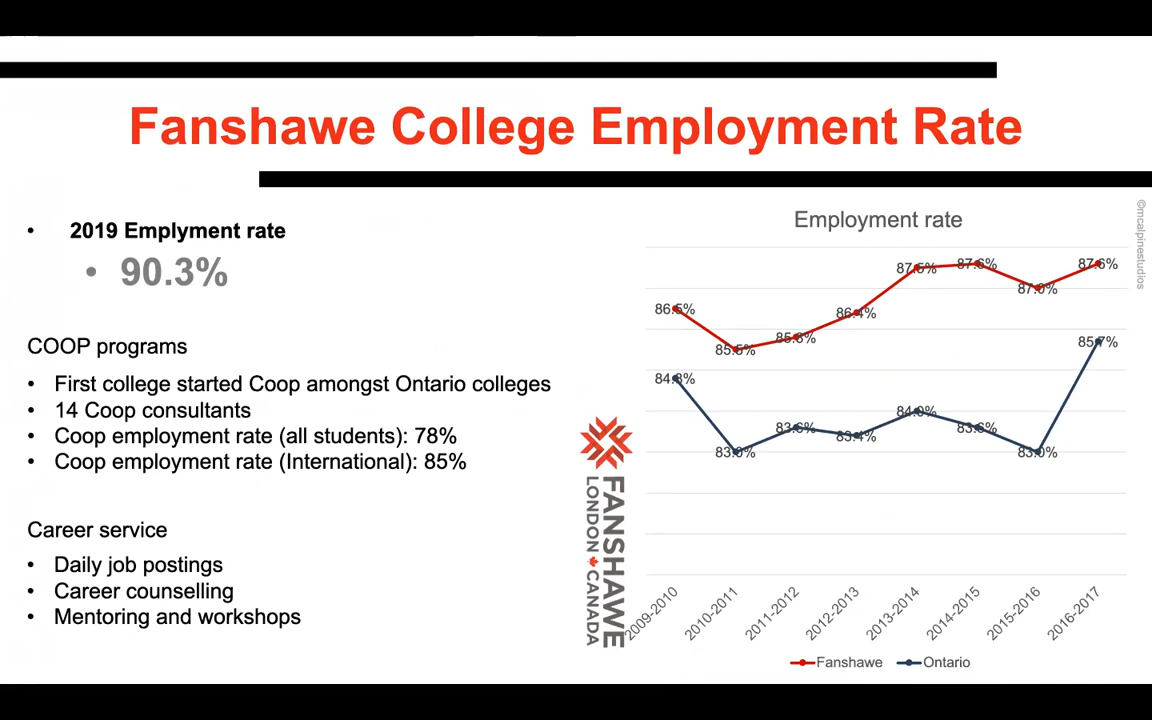 Fanshawe College Employment Rate
• 2019 Emplyment rate
• 90.3%
COOP programs
• First college started Coop amongst Ontario colleges
• 14 Coop consultants
• Coop employment rate (all students): 78%
• Coop employment rate (International): 85%
Career service
• Daily job postings
• Career counselling
• Mentoring and workshops
FANSHAWE
LONDON CANADA
©mcalpinestudios
Employment rate
86.5%
85.5%
85.8%
86.4%
87.5%
87.6%
87.0%
87.6%
84.8%
83.0%
83.6%
83.4%
84.0%
83.6%
83.0%
85.7%
2009-2010
2010-2011
2011-2012
2012-2013
2013-2014
2014-2015
2015-2016
2016-2017
Fanshawe
Ontario